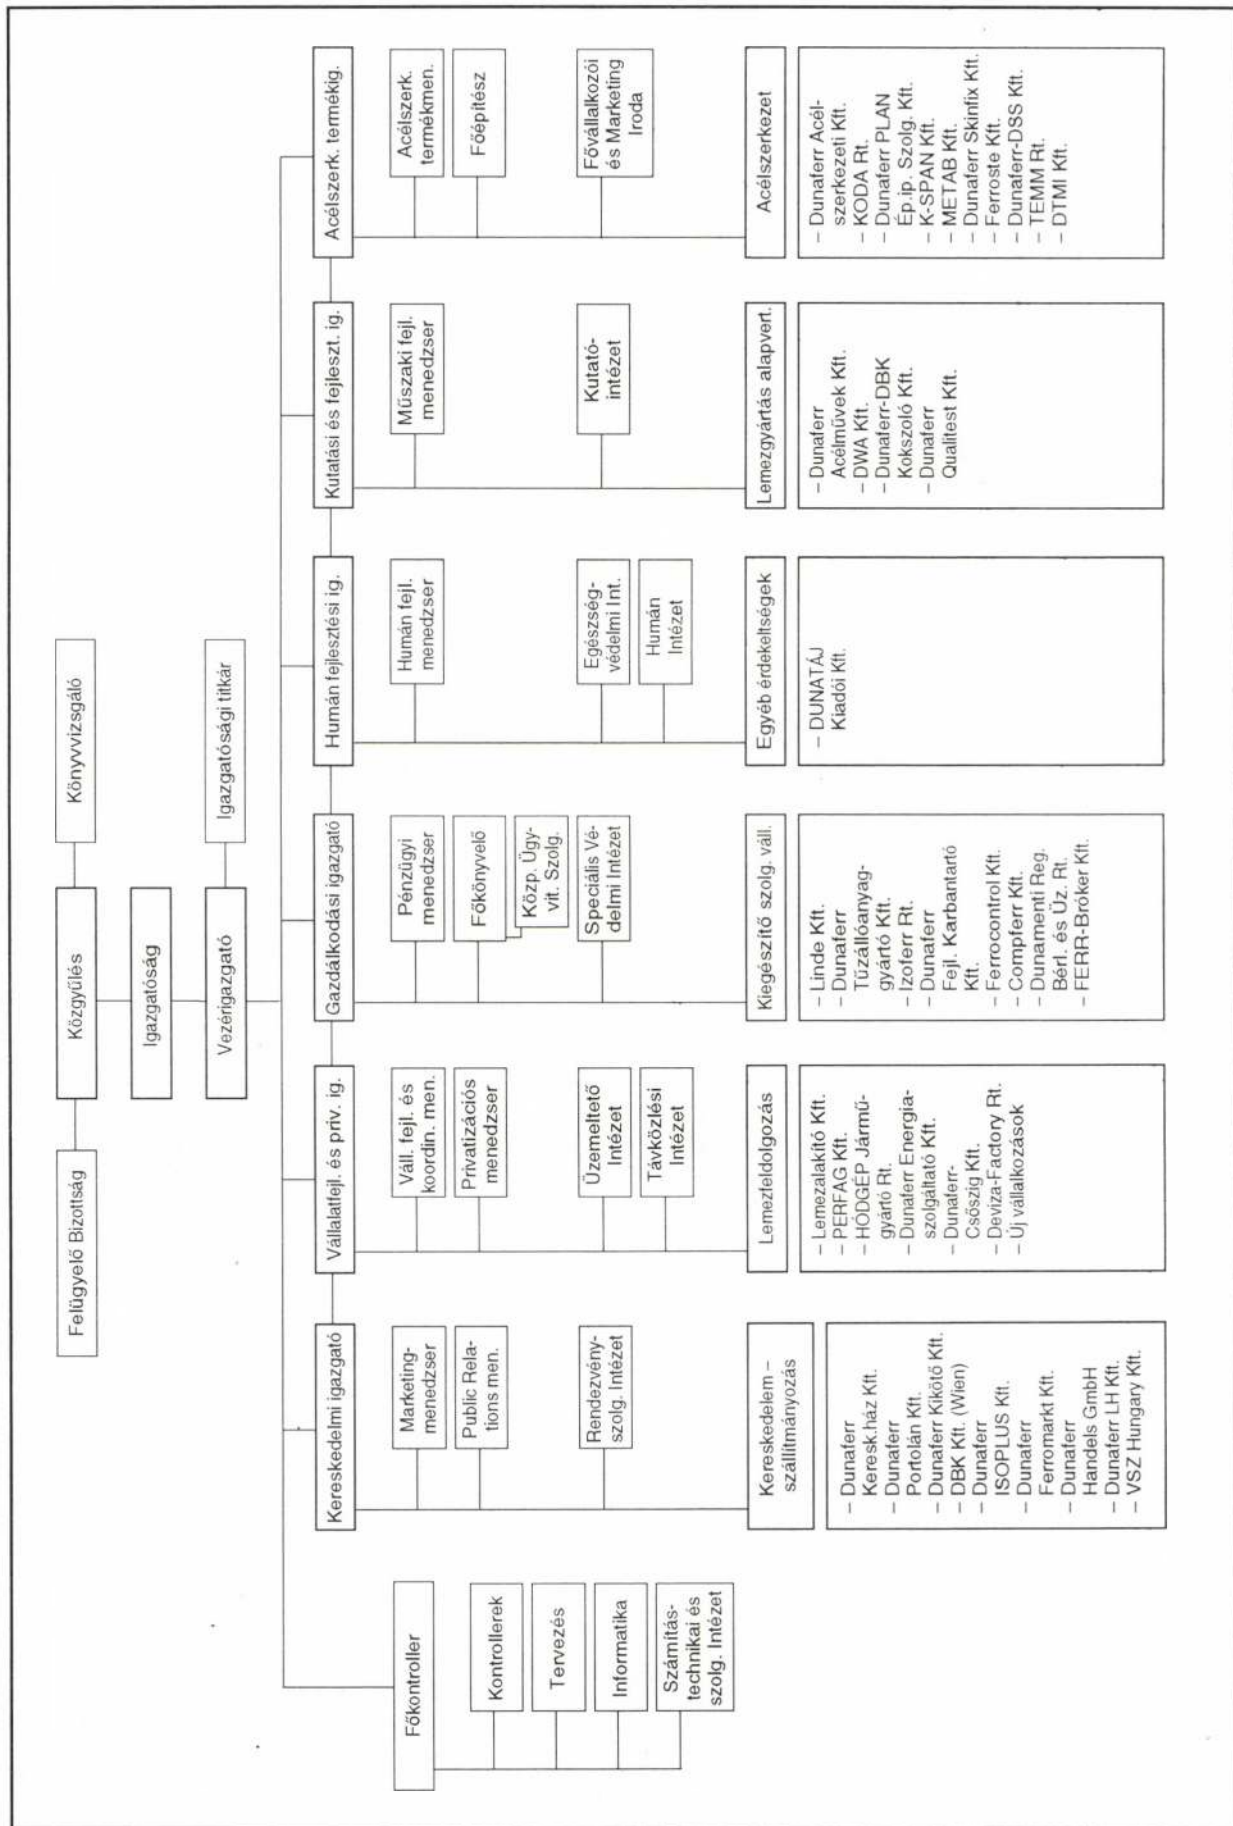 Felügyelő Bizottság
Közgyűlés
Könyvvizsgáló
Igazgatóság
Vezérigazgató
Igazgatósági titkár
Főkontroller
Kontrollerek
Tervezés
Informatika
Számítás-
technikai és
szolg. Intézet
Kereskedelmi igazgató
Marketing-
menedzser
Public Rela-
tions men.
Rendezvény-
szolg. Intézet
Kereskedelem –
szállítmányozás
– Dunaferr
Keresk.ház Kft.
– Dunaferr
Portolán Kft.
– Dunaferr Kikötő Kft.
– DBK Kft. (Wien)
– Dunaferr
ISOPLUS Kft.
– Dunaferr
Ferromarkt Kft.
– Dunaferr
Handels GmbH
– Dunaferr LH Kft.
– VSZ Hungary Kft.
Vállalatfejl. és priv. ig.
Váll. fejl. és
koordin. men.
Privatizációs
menedzser
Üzemeltető
Intézet
Távközlési
Intézet
Lemezfeldolgozás
– Lemezalakító Kft.
– PERFAG Kft.
– HÓDGÉP Jármű-
gyártó Rt.
– Dunaferr Energia-
szolgáltató Kft.
– Dunaferr-
Csőszig Kft.
– Deviza-Factory Rt.
– Új vállalkozások
Gazdálkodási igazgató
Pénzügyi
menedzser
Főkönyvelő
Közp. Ügy-
vit. Szolg.
Speciális Vé-
delmi Intézet
Kiegészítő szolg. váll.
– Linde Kft.
– Dunaferr
Tűzállóanyag-
gyártó Kft.
– Izoferr Rt.
– Dunaferr
Fejl. Karbantartó
Kft.
– Ferrocontrol Kft.
– Compferr Kft.
– Dunamenti Reg.
Bérl. és Üz. Rt.
– FERR-Bróker Kft.
Humán fejlesztési ig.
Humán fejl.
menedzser
Egészség-
védelmi Int.
Humán
Intézet
Egyéb érdekeltségek
– DUNATÁJ
Kiadói Kft.
Kutatási és fejleszt. ig.
Műszaki fejl.
menedzser
Kutató-
intézet
Lemezgyártás alapvert.
– Dunaferr
Acélművek Kft.
– DWA Kft.
– Dunaferr-DBK
Kokszoló Kft.
– Dunaferr
Qualitest Kft.
Acélszerk. termékig.
Acélszerk.
termékmen.
Főépítész
Fővállalkozói
és Marketing
Iroda
Acélszerkezet
– Dunaferr Acél-
szerkezeti Kft.
– KODA Rt.
– Dunaferr PLAN
Ép.ip. Szolg. Kft.
– K-SPAN Kft.
– METAB Kft.
– Dunaferr Skinfix Kft.
– Ferroste Kft.
– Dunaferr-DSS Kft.
– TEMM Rt.
– DTMI Kft.